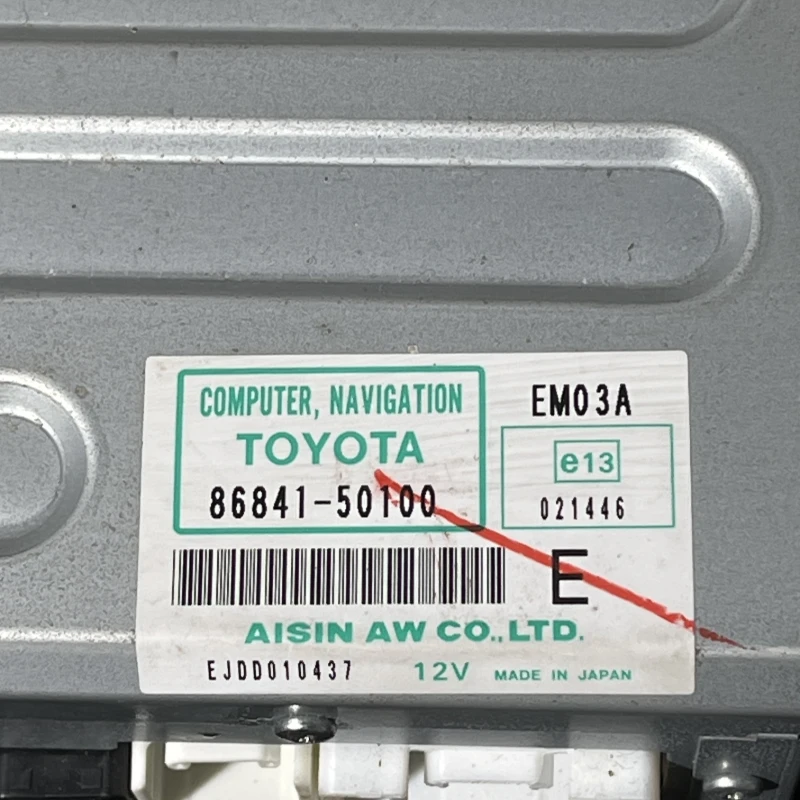 COMPUTER, NAVIGATION
TOYOTA
86841-50100
EM03A
e13
021446
E
AISIN AW CO.,LTD.
EJDD010437 12V MADE IN JAPAN